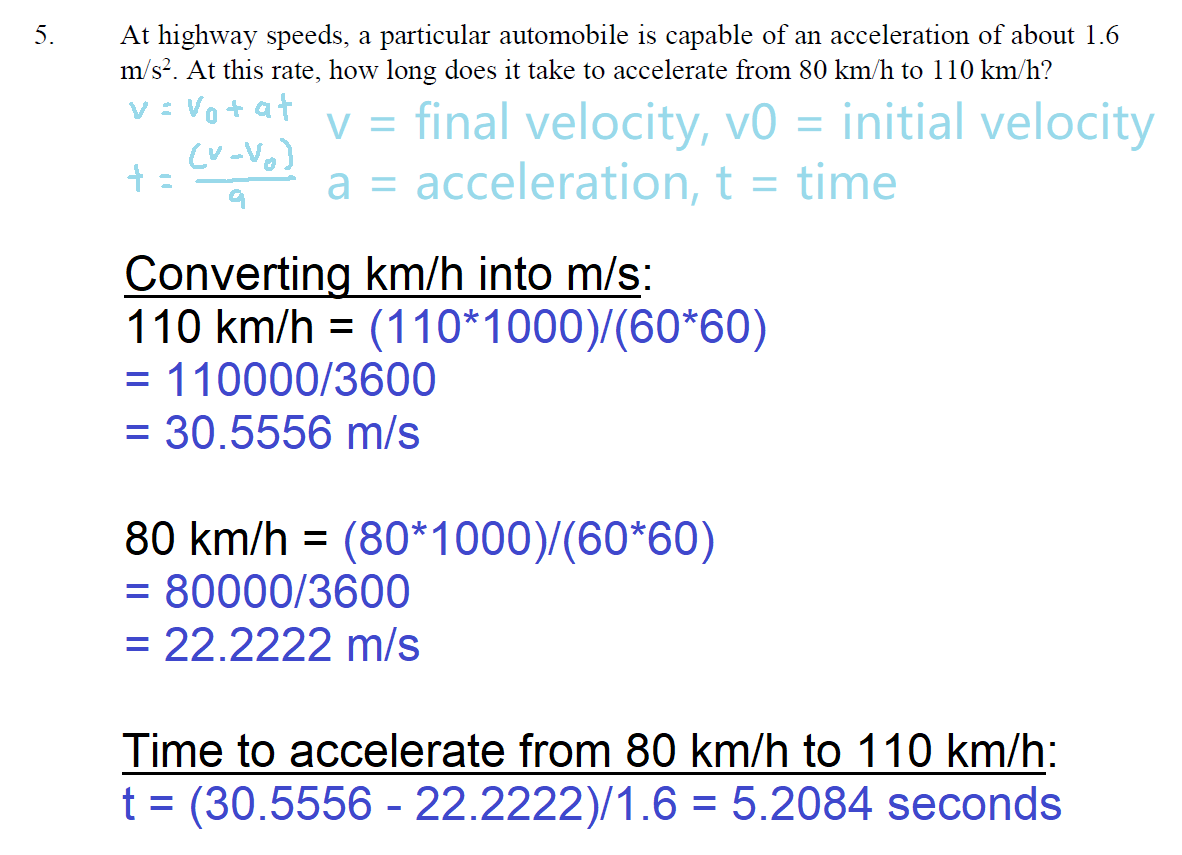 5. At highway speeds, a particular automobile is capable of an acceleration of about 1.6
m/s². At this rate, how long does it take to accelerate from 80 km/h to 110 km/h?
v = v₀ + at
t = (v - v₀)/a
v = final velocity, v0 = initial velocity
a = acceleration, t = time
Converting km/h into m/s:
110 km/h = (110*1000)/(60*60)
= 110000/3600
= 30.5556 m/s
80 km/h = (80*1000)/(60*60)
= 80000/3600
= 22.2222 m/s
Time to accelerate from 80 km/h to 110 km/h:
t = (30.5556 - 22.2222)/1.6 = 5.2084 seconds